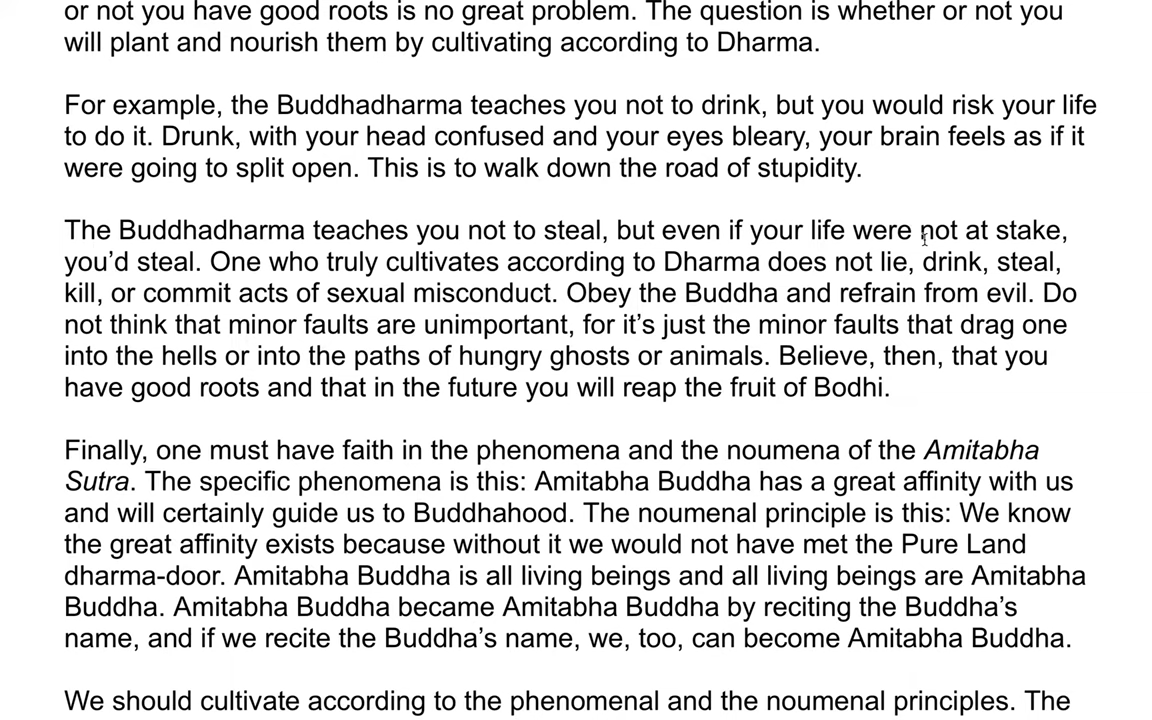 or not you have good roots is no great problem. The question is whether or not you
will plant and nourish them by cultivating according to Dharma.
For example, the Buddhadharma teaches you not to drink, but you would risk your life
to do it. Drunk, with your head confused and your eyes bleary, your brain feels as if it
were going to split open. This is to walk down the road of stupidity.
The Buddhadharma teaches you not to steal, but even if your life were not at stake,
you’d steal. One who truly cultivates according to Dharma does not lie, drink, steal,
kill, or commit acts of sexual misconduct. Obey the Buddha and refrain from evil. Do
not think that minor faults are unimportant, for it’s just the minor faults that drag one
into the hells or into the paths of hungry ghosts or animals. Believe, then, that you
have good roots and that in the future you will reap the fruit of Bodhi.
Finally, one must have faith in the phenomena and the noumena of the Amitabha
Sutra. The specific phenomena is this: Amitabha Buddha has a great affinity with us
and will certainly guide us to Buddhahood. The noumenal principle is this: We know
the great affinity exists because without it we would not have met the Pure Land
dharma-door. Amitabha Buddha is all living beings and all living beings are Amitabha
Buddha. Amitabha Buddha became Amitabha Buddha by reciting the Buddha’s
name, and if we recite the Buddha’s name, we, too, can become Amitabha Buddha.
We should cultivate according to the phenomenal and the noumenal principles. The